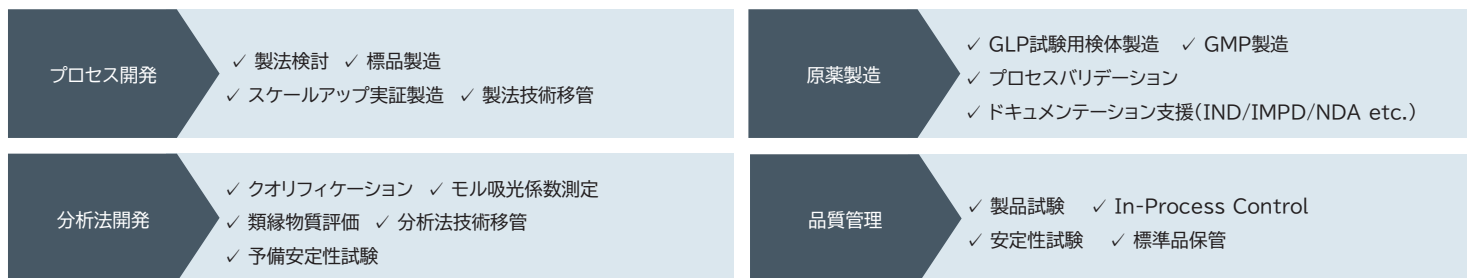 プロセス開発
✓ 製法検討 ✓ 標品製造
✓ スケールアップ実証製造 ✓ 製法技術移管
原薬製造
✓ GLP試験用検体製造 ✓ GMP製造
✓ プロセスバリデーション
✓ ドキュメンテーション支援(IND/IMPD/NDA etc.)
分析法開発
✓ クオリフィケーション ✓ モル吸光係数測定
✓ 類縁物質評価 ✓ 分析法技術移管
✓ 予備安定性試験
品質管理
✓ 製品試験 ✓ In-Process Control
✓ 安定性試験 ✓ 標準品保管